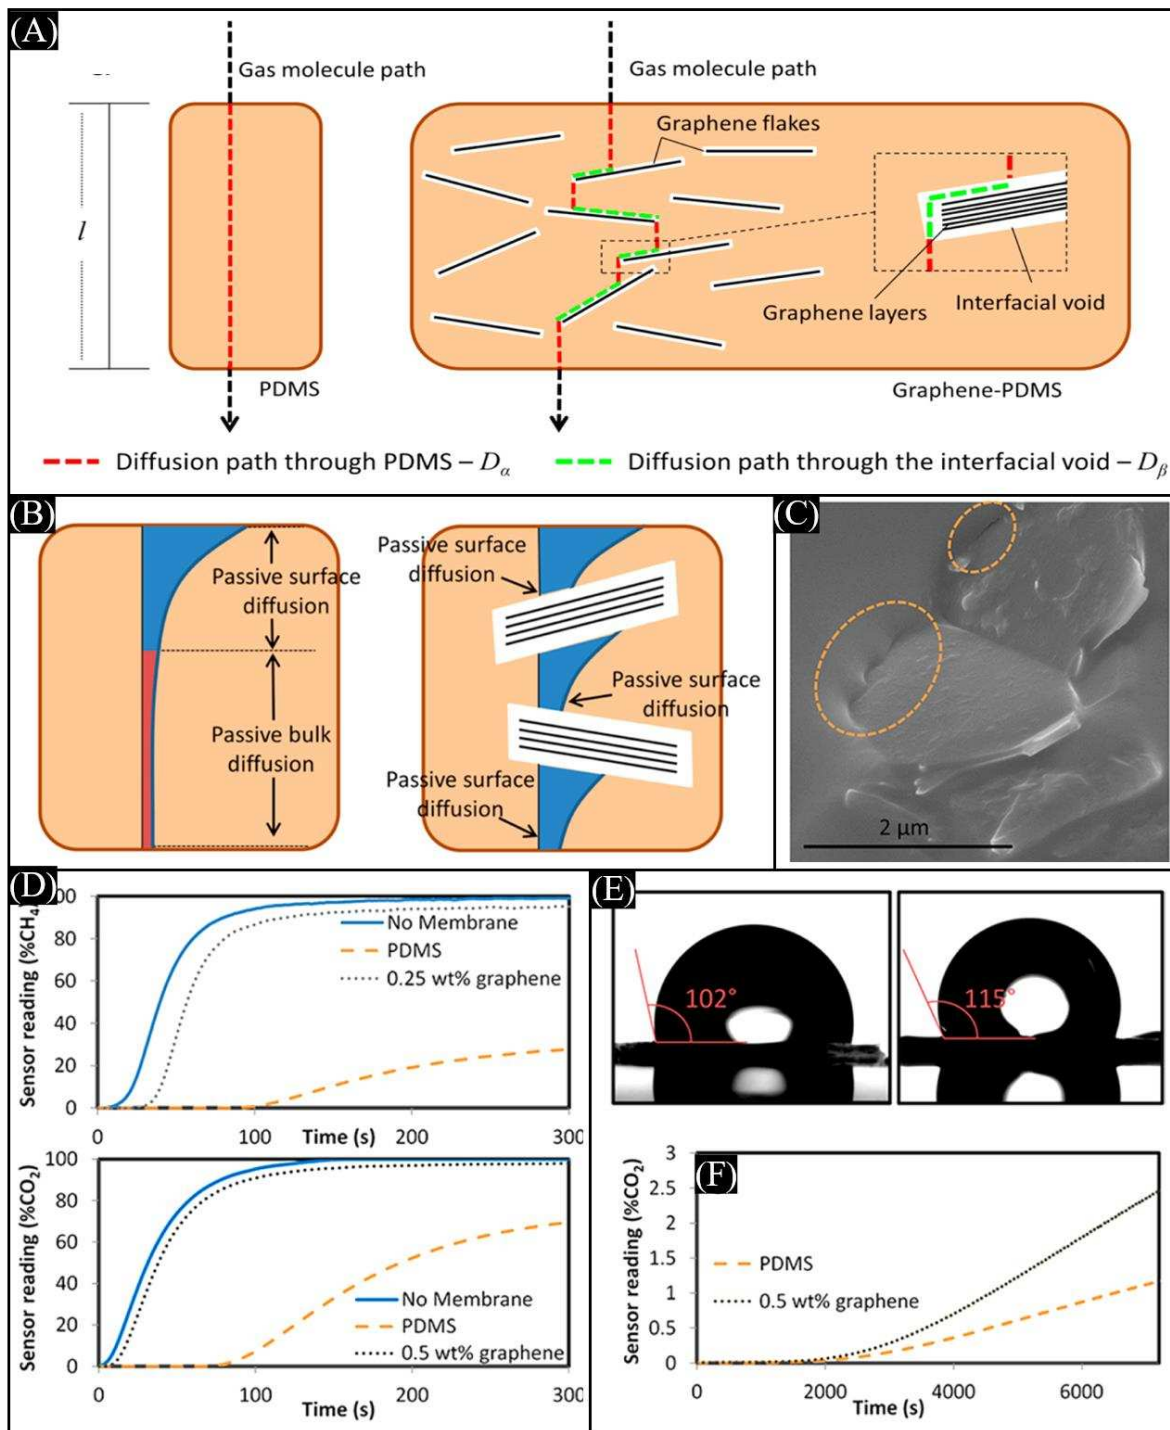 (A)
Gas molecule path
Gas molecule path
Graphene flakes
l
Graphene layers
Interfacial void
PDMS
Graphene-PDMS
Diffusion path through PDMS – Dα
Diffusion path through the interfacial void – Dβ
(B)
Passive surface
diffusion
Passive bulk
diffusion
Passive surface
diffusion
Passive surface
diffusion
Passive surface
diffusion
(C)
2 μm
(D)
Sensor reading (%CH4)
100
80
60
40
20
0
No Membrane
PDMS
0.25 wt% graphene
0
100
200
300
Time (s)
Sensor reading (%CO2)
100
80
60
40
20
0
No Membrane
PDMS
0.5 wt% graphene
0
100
200
300
Time (s)
(E)
102°
115°
(F)
Sensor reading (%CO2)
3
2.5
2
1.5
1
0.5
0
PDMS
0.5 wt% graphene
0
2000
4000
6000
Time (s)